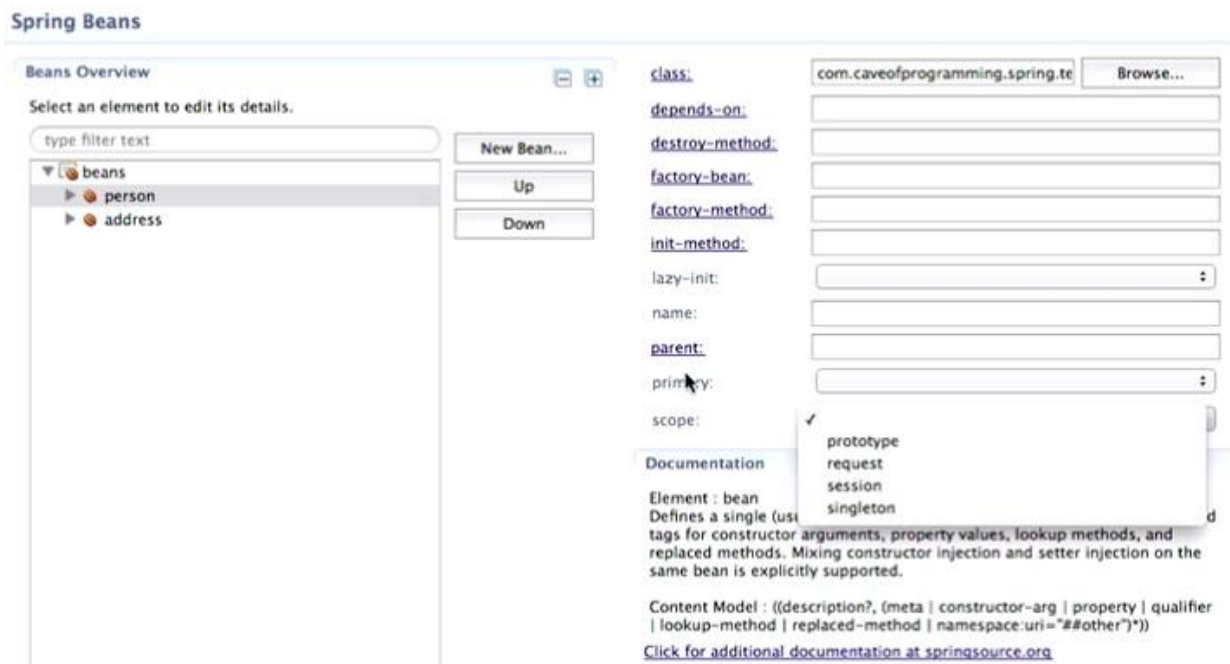 Spring Beans
Beans Overview
Select an element to edit its details.
type filter text
beans
person
address
New Bean...
Up
Down
class:
com.caveofprogramming.spring.te
Browse...
depends-on:
destroy-method:
factory-bean:
factory-method:
init-method:
lazy-init:
name:
parent:
primary:
scope:
prototype
request
session
singleton
Documentation
Element : bean
Defines a single (usu d
tags for constructor arguments, property values, lookup methods, and
replaced methods. Mixing constructor injection and setter injection on the
same bean is explicitly supported.
Content Model : ((description?, (meta | constructor-arg | property | qualifier
| lookup-method | replaced-method | namespace:uri="##other")*))
Click for additional documentation at springsource.org